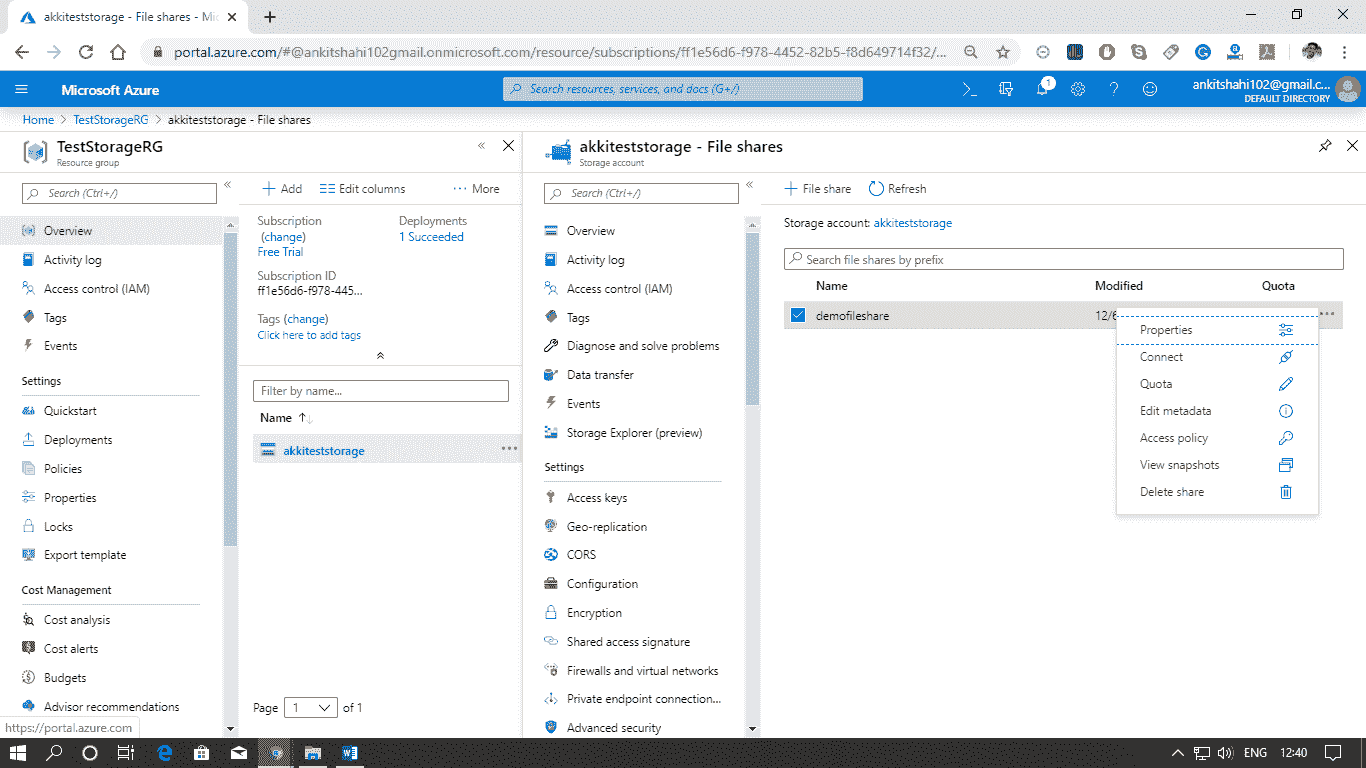 akkiteststorage - File shares - Mic
portal.azure.com/#@ankitshahi102gmail.onmicrosoft.com/resource/subscriptions/ff1e56d6-f978-4452-82b5-f8d649714f32/...
Microsoft Azure
Search resources, services, and docs (G+/)
1
ankitshahi102@gmail.c...
DEFAULT DIRECTORY
Home > TestStorageRG > akkiteststorage - File shares
TestStorageRG
Resource group
Search (Ctrl+/)
Overview
Activity log
Access control (IAM)
Tags
Events
Settings
Quickstart
Deployments
Policies
Properties
Locks
Export template
Cost Management
Cost analysis
Cost alerts
Budgets
Advisor recommendations
https://portal.azure.com
Add
Edit columns
More
Subscription
(change)
Free Trial
Deployments
1 Succeeded
Subscription ID
ff1e56d6-f978-445...
Tags (change)
Click here to add tags
Filter by name...
Name
akkiteststorage
Page 1 of 1
akkiteststorage - File shares
Storage account
Search (Ctrl+/)
Overview
Activity log
Access control (IAM)
Tags
Diagnose and solve problems
Data transfer
Events
Storage Explorer (preview)
Settings
Access keys
Geo-replication
CORS
Configuration
Encryption
Shared access signature
Firewalls and virtual networks
Private endpoint connection...
Advanced security
File share
Refresh
Storage account: akkiteststorage
Search file shares by prefix
Name Modified Quota
demofileshare 12/6
Properties
Connect
Quota
Edit metadata
Access policy
View snapshots
Delete share
ENG 12:40